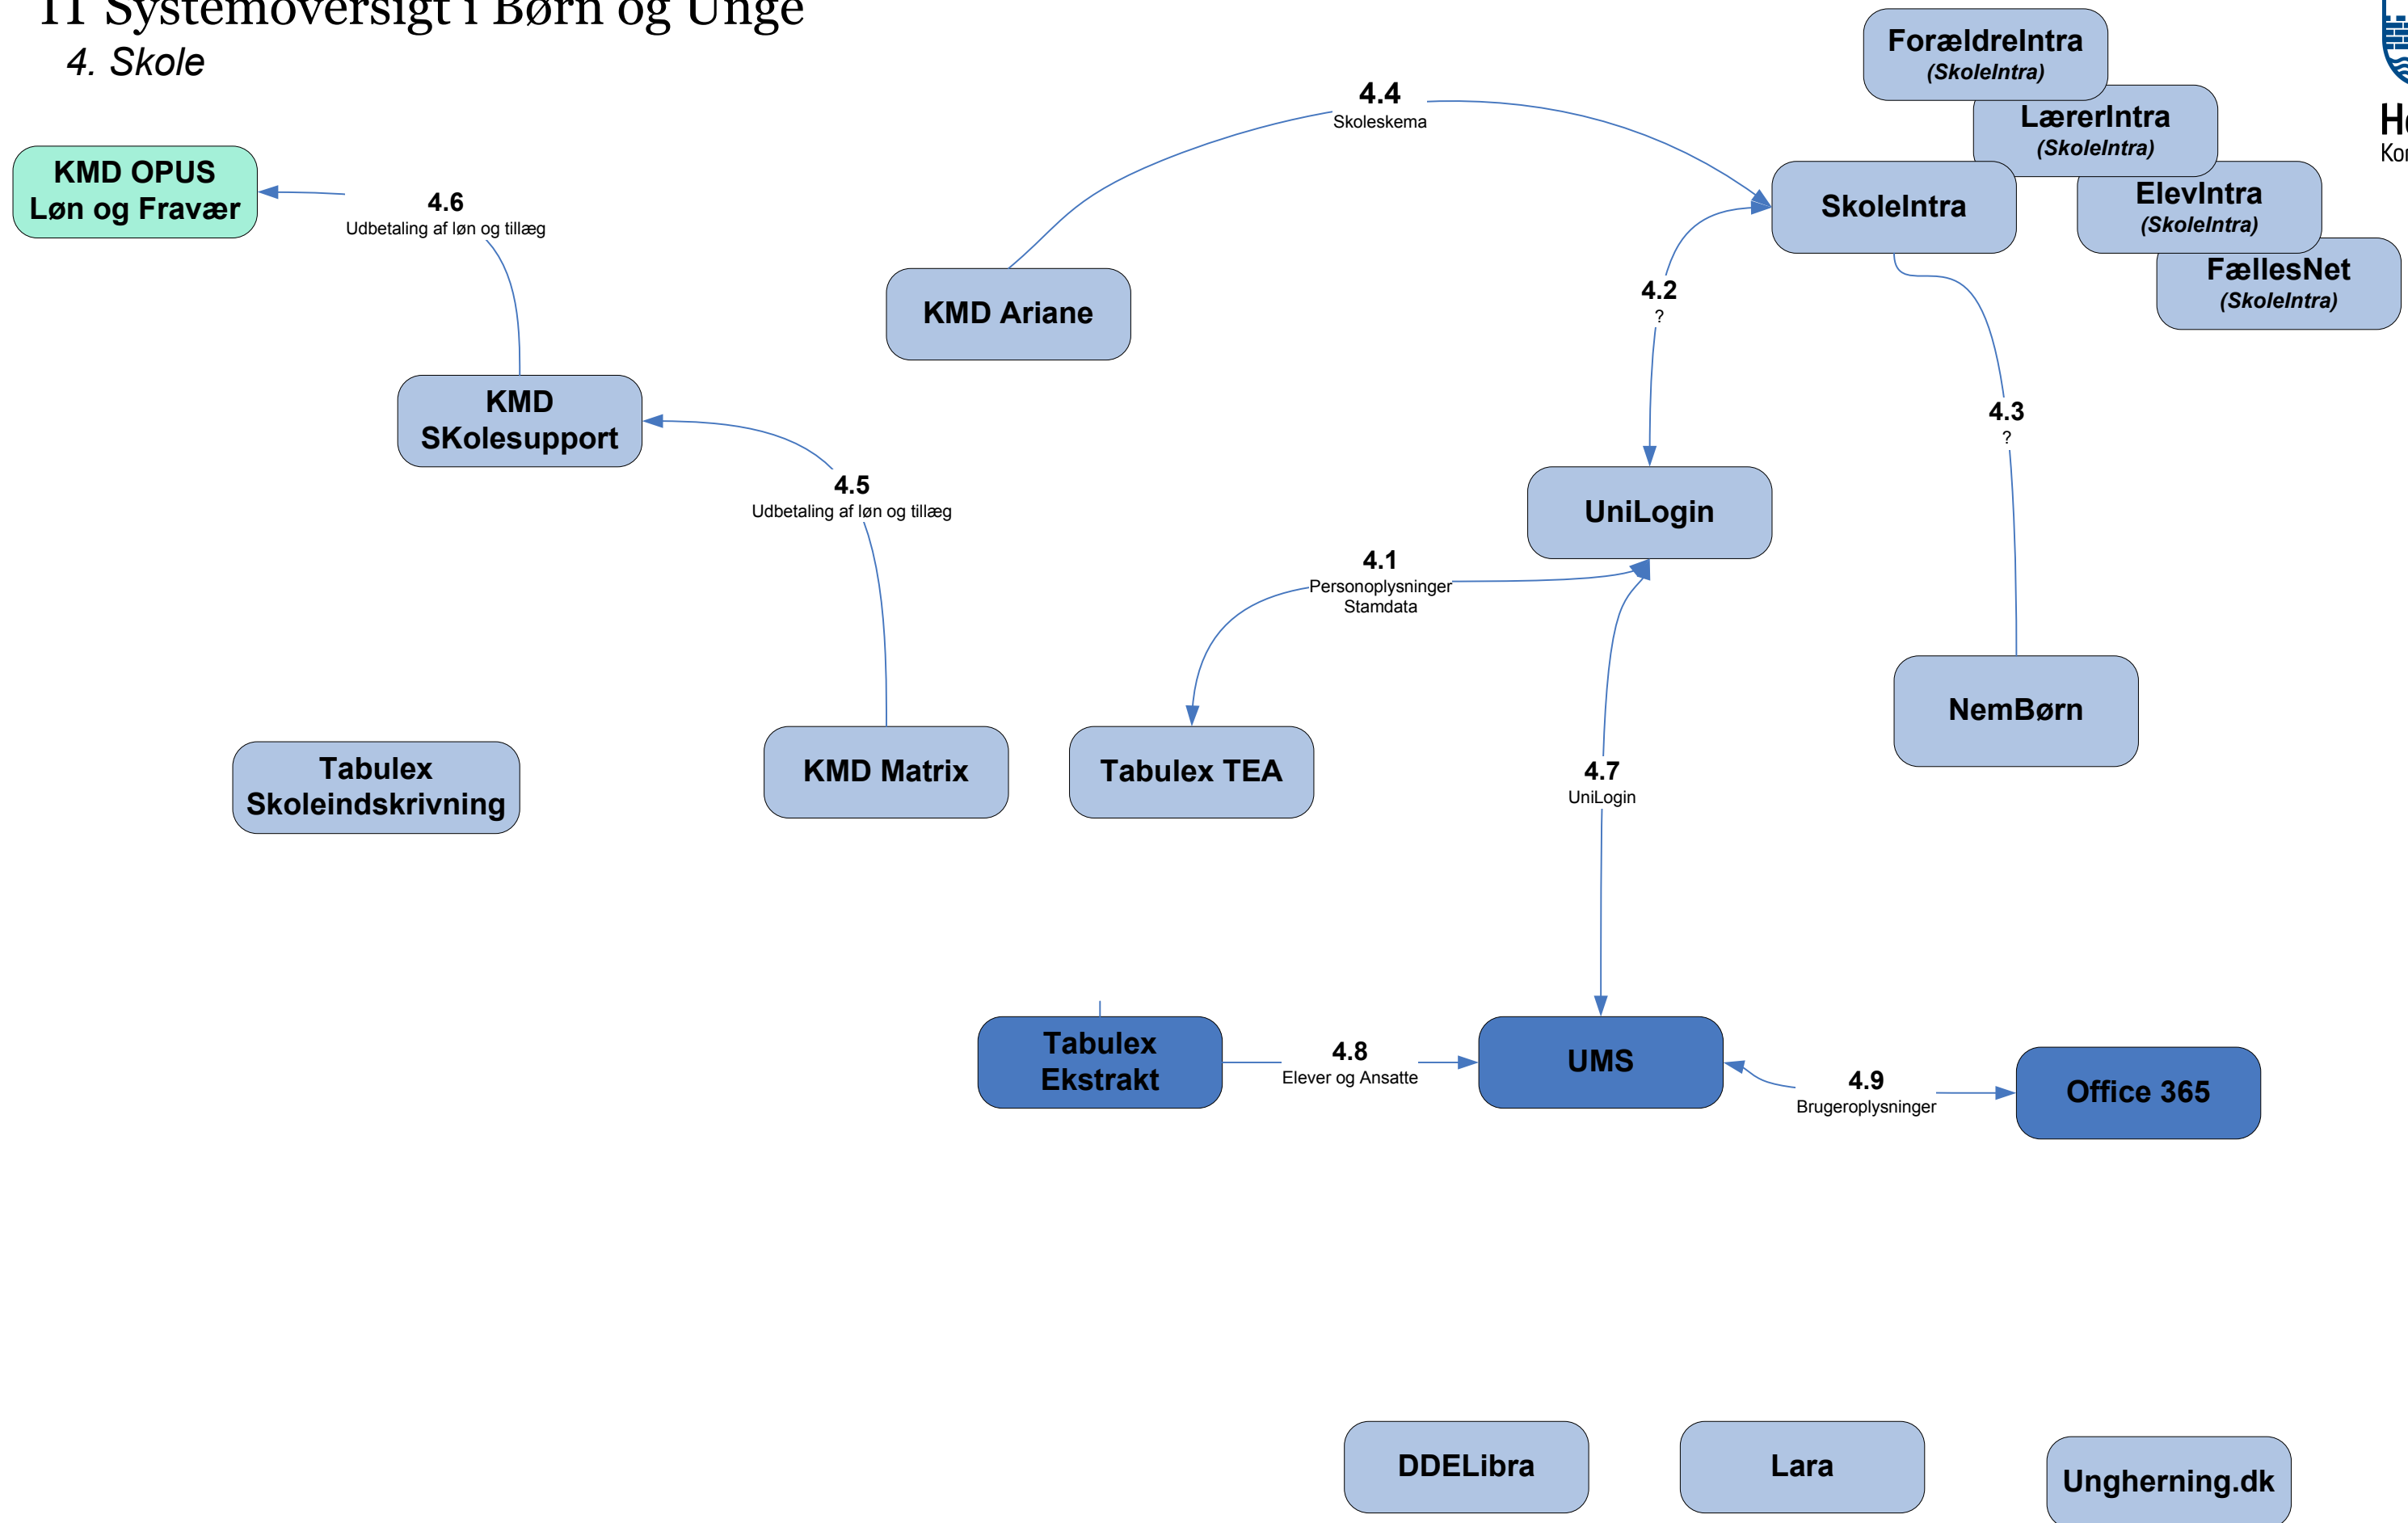 IT Systemoversigt i Børn og Unge
4. Skole
ForældreIntra
(SkoleIntra)
LærerIntra
(SkoleIntra)
SkoleIntra
ElevIntra
(SkoleIntra)
FællesNet
(SkoleIntra)
4.4
Skoleskema
KMD OPUS
Løn og Fravær
4.6
Udbetaling af løn og tillæg
KMD Ariane
4.2
?
KMD
SKolesupport
4.3
?
4.5
Udbetaling af løn og tillæg
UniLogin
4.1
Personoplysninger
Stamdata
NemBørn
Tabulex
Skoleindskrivning
KMD Matrix
Tabulex TEA
4.7
UniLogin
Tabulex
Ekstrakt
4.8
Elever og Ansatte
UMS
4.9
Brugeroplysninger
Office 365
DDELibra
Lara
Ungherning.dk